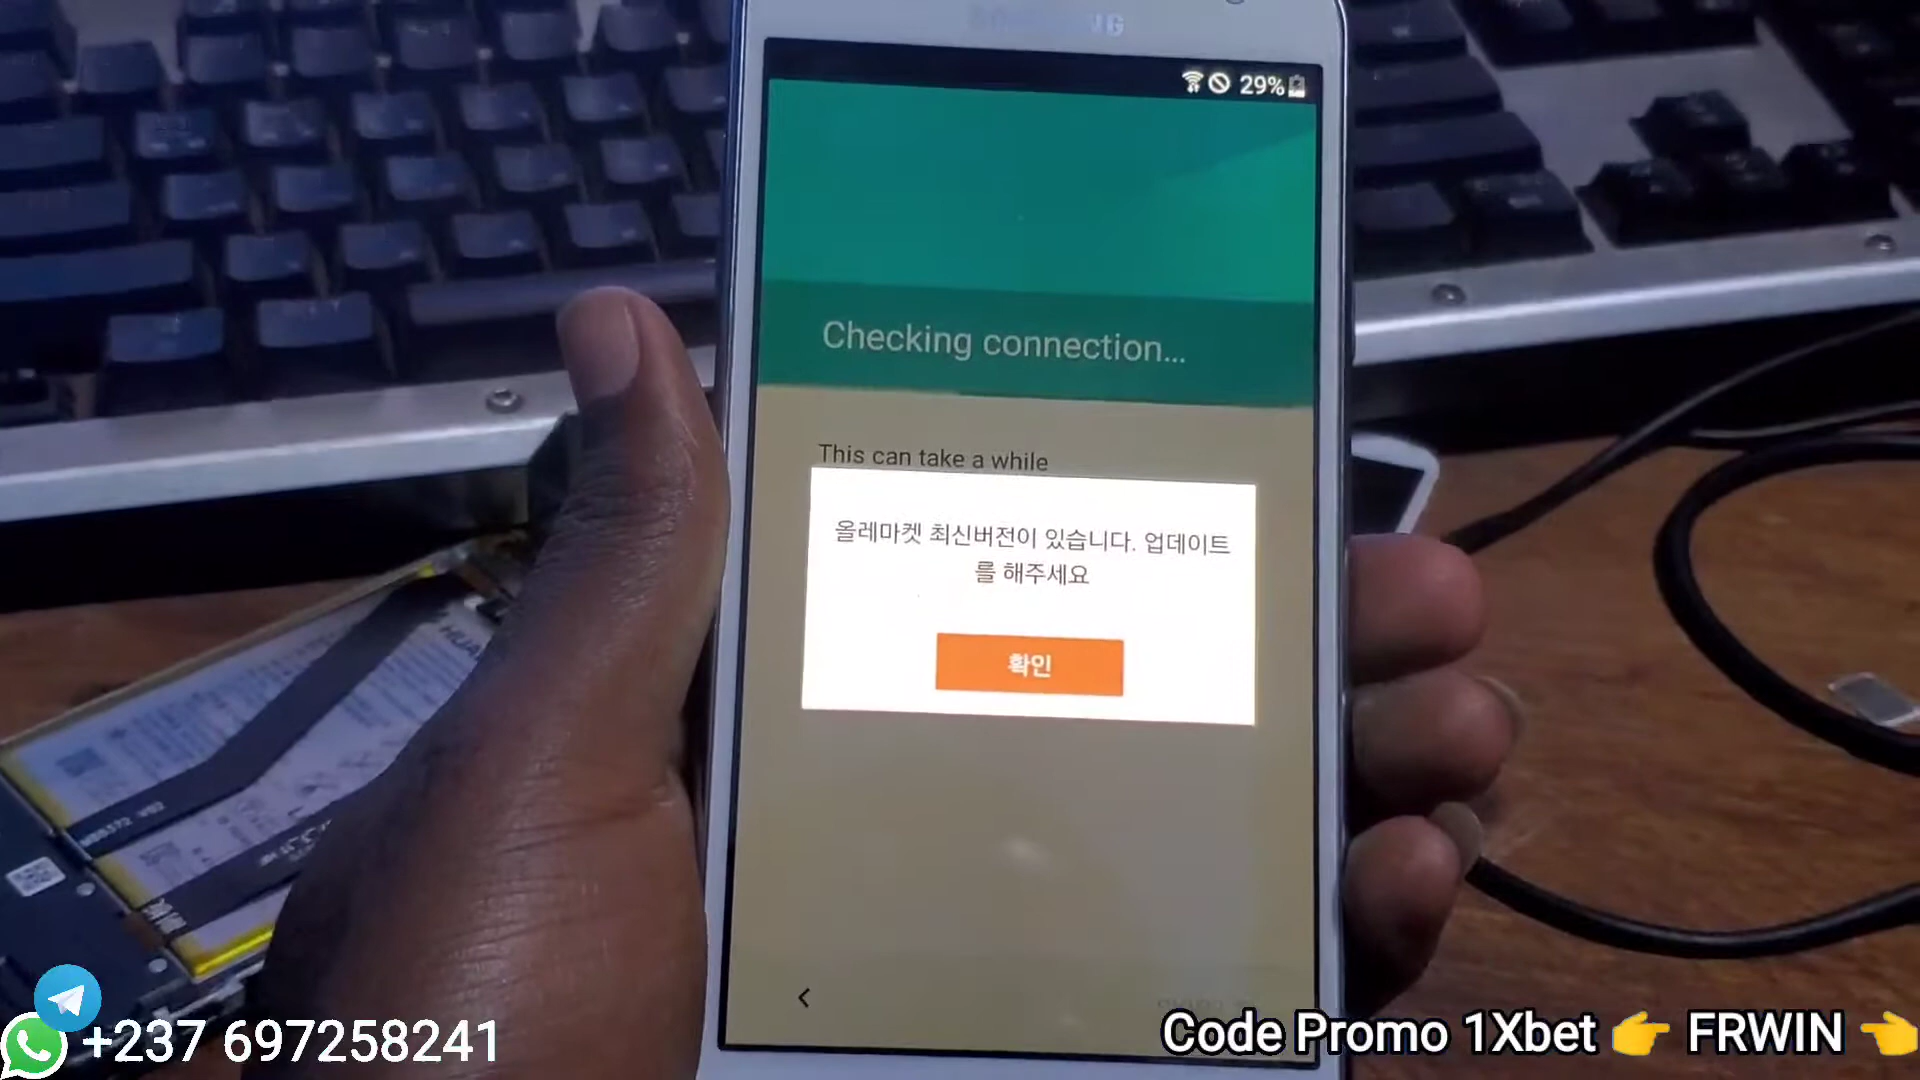 SAMSUNG
29%
Checking connection...
This can take a while
올레마켓 최신버전이 있습니다. 업데이트
를 해주세요
확인
+237 697258241
Code Promo 1Xbet 👉 FRWIN 👈